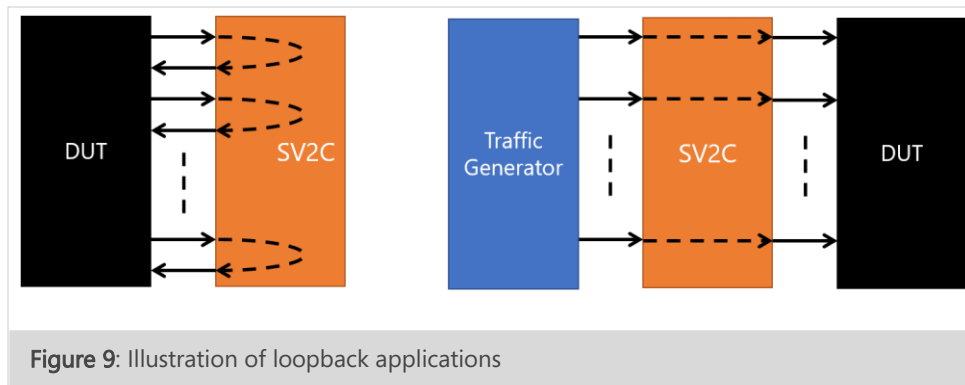 DUT
SV2C
Traffic
Generator
SV2C
DUT
Figure 9: Illustration of loopback applications